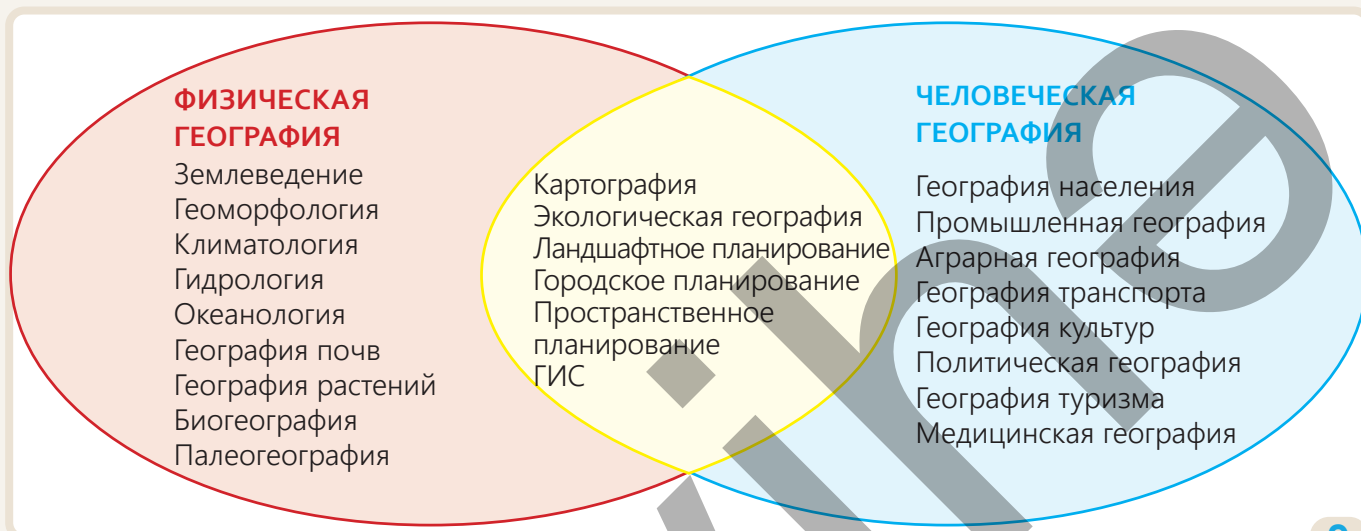 ФИЗИЧЕСКАЯ
ГЕОГРАФИЯ
Землеведение
Геоморфология
Климатология
Гидрология
Океанология
География почв
География растений
Биогеография
Палеогеография
Картография
Экологическая география
Ландшафтное планирование
Городское планирование
Пространственное
планирование
ГИС
ЧЕЛОВЕЧЕСКАЯ
ГЕОГРАФИЯ
География населения
Промышленная география
Аграрная география
География транспорта
География культур
Политическая география
География туризма
Медицинская география